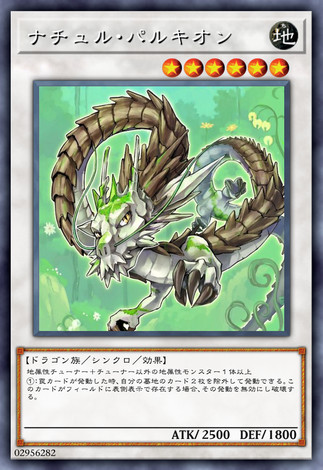 ナチュル・パルキオン
地
【ドラゴン族／シンクロ／効果】
地属性チューナー＋チューナー以外の地属性モンスター１体以上
①：罠カードが発動した時、自分の墓地のカード２枚を除外して発動できる。こ
のカードがフィールドに表側表示で存在する場合、その発動を無効にし破壊す
る。
ATK/ 2500 DEF/ 1800
02956282